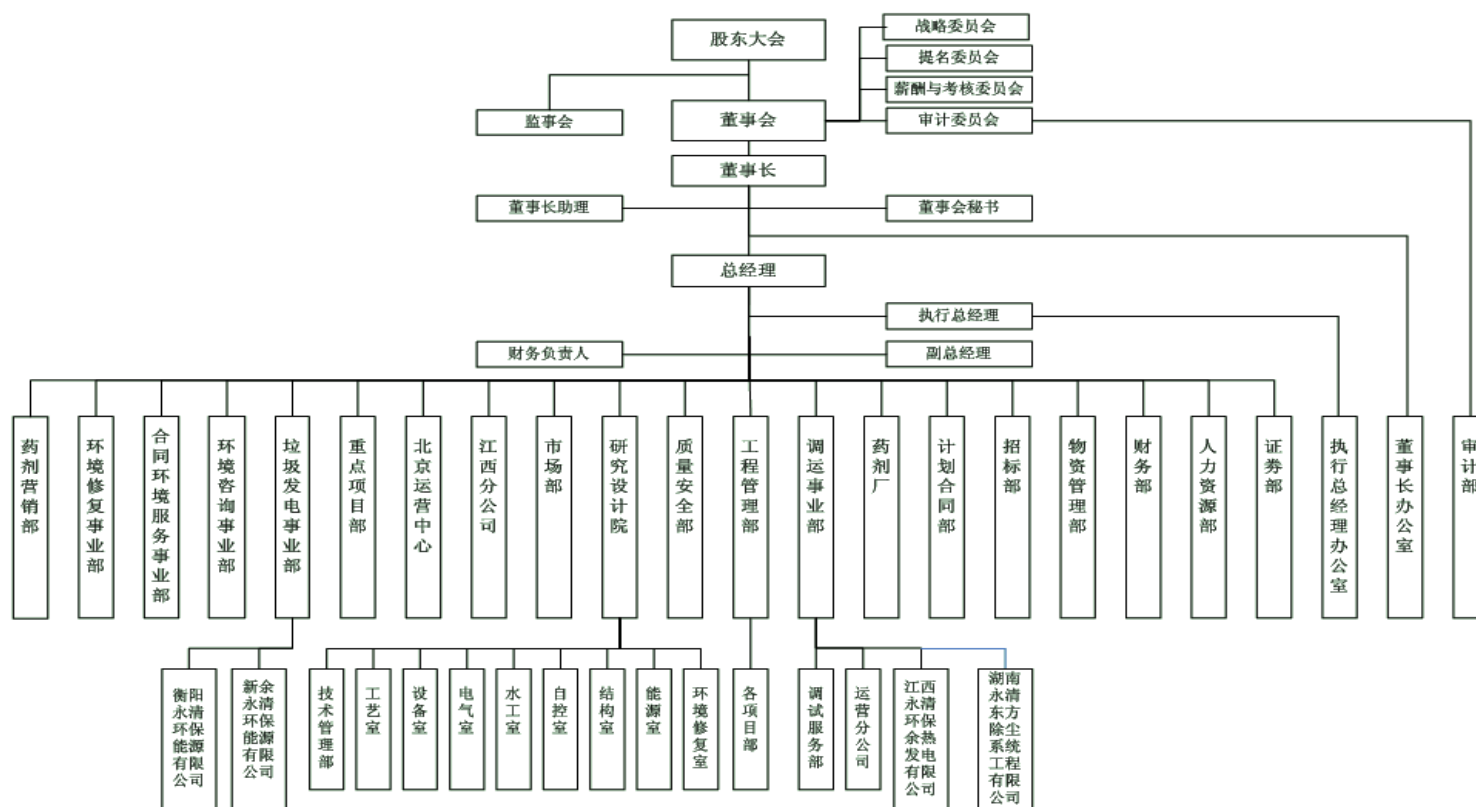 股东大会
战略委员会
提名委员会
薪酬与考核委员会
监事会
董事会
审计委员会
董事长
董事长助理
董事会秘书
总经理
执行总经理
财务负责人
副总经理
药剂营销部
环境修复事业部
合同环境服务事业部
环境咨询事业部
垃圾发电事业部
重点项目部
北京运营中心
江西分公司
市场部
研究设计院
质量安全部
工程管理部
调运事业部
药剂厂
计划合同部
招标部
物资管理部
财务部
人力资源部
证券部
执行总经理办公室
董事长办公室
审计部
衡阳永清环保能源有限公司
新余永清环保能源有限公司
技术管理部
工艺室
设备室
电气室
水工室
自控室
结构室
能源室
环境修复室
各项目部
调试服务部
运营分公司
江西永清环保余热发电有限公司
湖南永清东方除尘系统工程有限公司